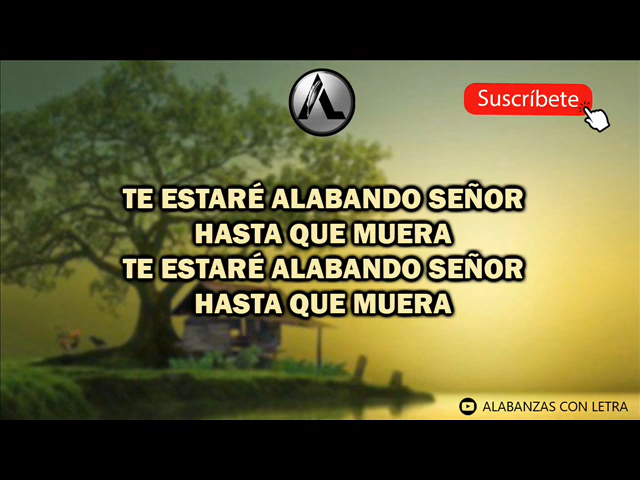 Suscríbete
TE ESTARÉ ALABANDO SEÑOR
HASTA QUE MUERA
TE ESTARÉ ALABANDO SEÑOR
HASTA QUE MUERA
ALABANZAS CON LETRA